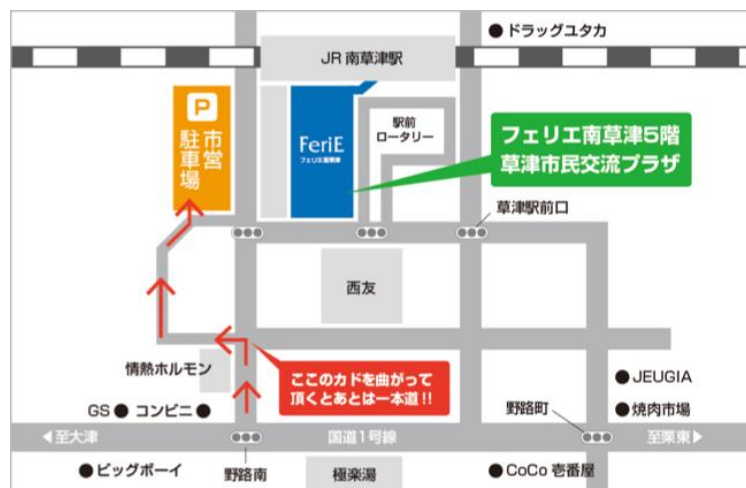 ドラッグユタカ
JR 南草津駅
P
市営
駐車場
FeriE
フェリエ南草津
駅前
ロータリー
フェリエ南草津5階
草津市民交流プラザ
草津駅前口
西友
情熱ホルモン
ここのカドを曲がって
頂くとあとは一本道!!
JEUGIA
GS コンビニ
野路町
焼肉市場
至大津
国道1号線
至栗東
ビッグボーイ
野路南
極楽湯
CoCo 壱番屋